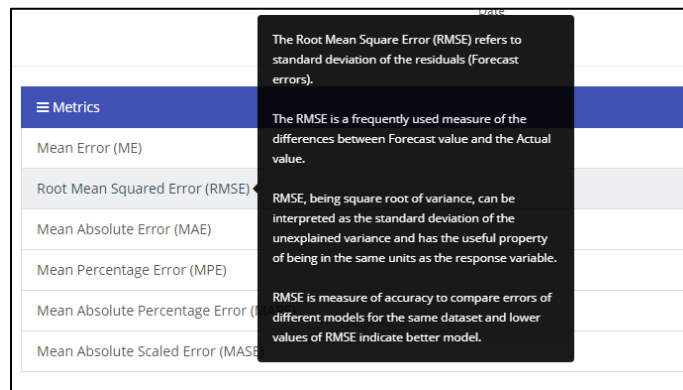 Date
The Root Mean Square Error (RMSE) refers to
standard deviation of the residuals (Forecast
errors).
The RMSE is a frequently used measure of the
differences between Forecast value and the Actual
value.
RMSE, being square root of variance, can be
interpreted as the standard deviation of the
unexplained variance and has the useful property
of being in the same units as the response variable.
RMSE is measure of accuracy to compare errors of
different models for the same dataset and lower
values of RMSE indicate better model.
Metrics
Mean Error (ME)
Root Mean Squared Error (RMSE)
Mean Absolute Error (MAE)
Mean Percentage Error (MPE)
Mean Absolute Percentage Error (MAPE)
Mean Absolute Scaled Error (MASE)